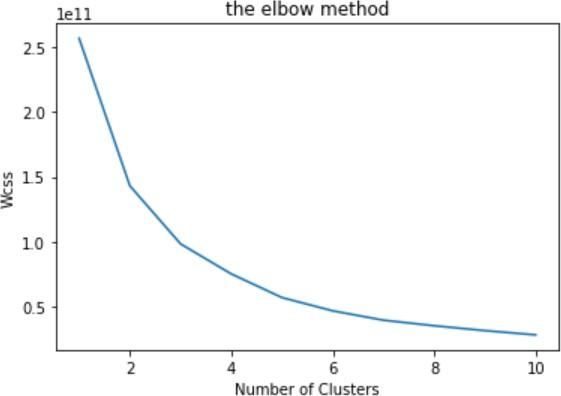 the elbow method
1e11
2.5
2.0
1.5
1.0
0.5
Wcss
2 4 6 8 10
Number of Clusters